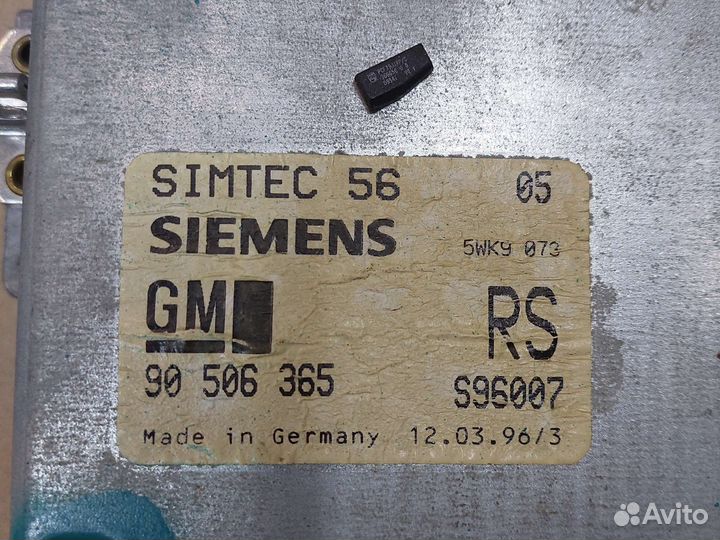 SIMTEC 56 05
SIEMENS 5WK9 073
GM RS
90 506 365 S96007
Made in Germany 12.03.96/3
Avito